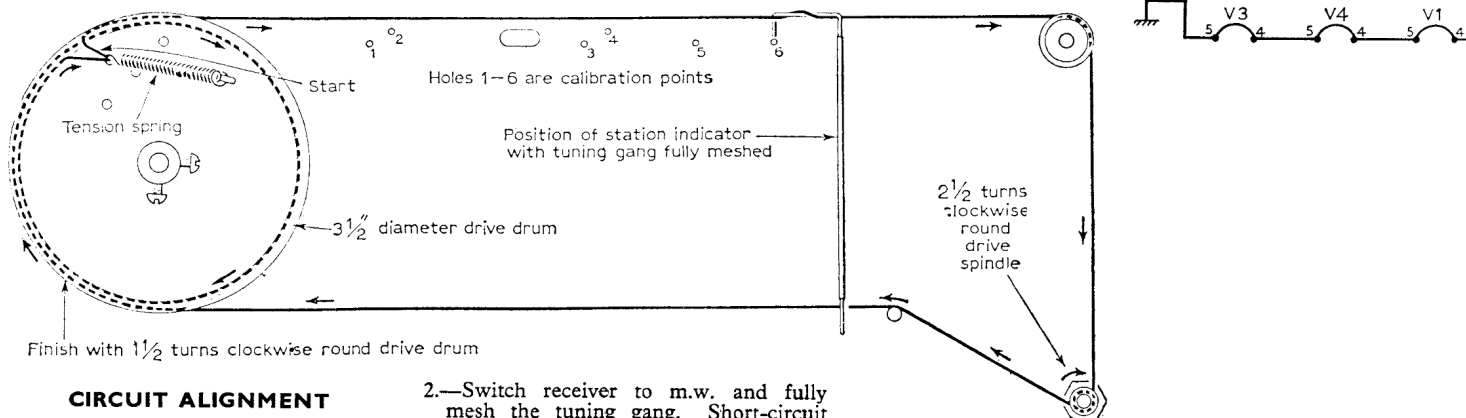 V3 V4 V1
5 4 5 4 5 4
1 2 3 4 5 6
Start
Holes 1–6 are calibration points
Tension spring
Position of station indicator
with tuning gang fully meshed
2½ turns
clockwise
round
drive
spindle
3½" diameter drive drum
Finish with 1½ turns clockwise round drive drum
CIRCUIT ALIGNMENT
2.—Switch receiver to m.w. and fully
mesh the tuning gang. Short-circuit